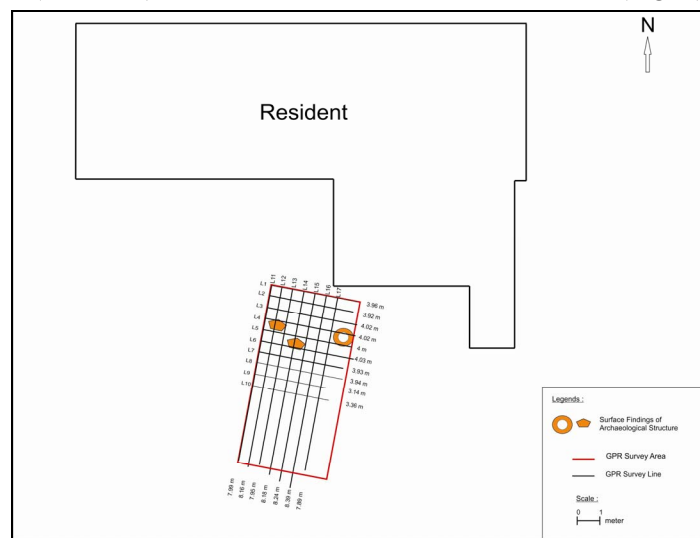 N
Resident
L1
L2
L3
L4
L5
L6
L7
L8
L9
L10
L11
L12
L13
L14
L15
L16
L17
3.96 m
3.92 m
4.02 m
4.02 m
4 m
4.03 m
3.93 m
3.94 m
3.14 m
3.36 m
7.99 m
8.16 m
7.95 m
8.18 m
8.24 m
8.39 m
7.89 m
Legends :
Surface Findings of
Archaeological Structure
GPR Survey Area
GPR Survey Line
Scale :
0 1
meter